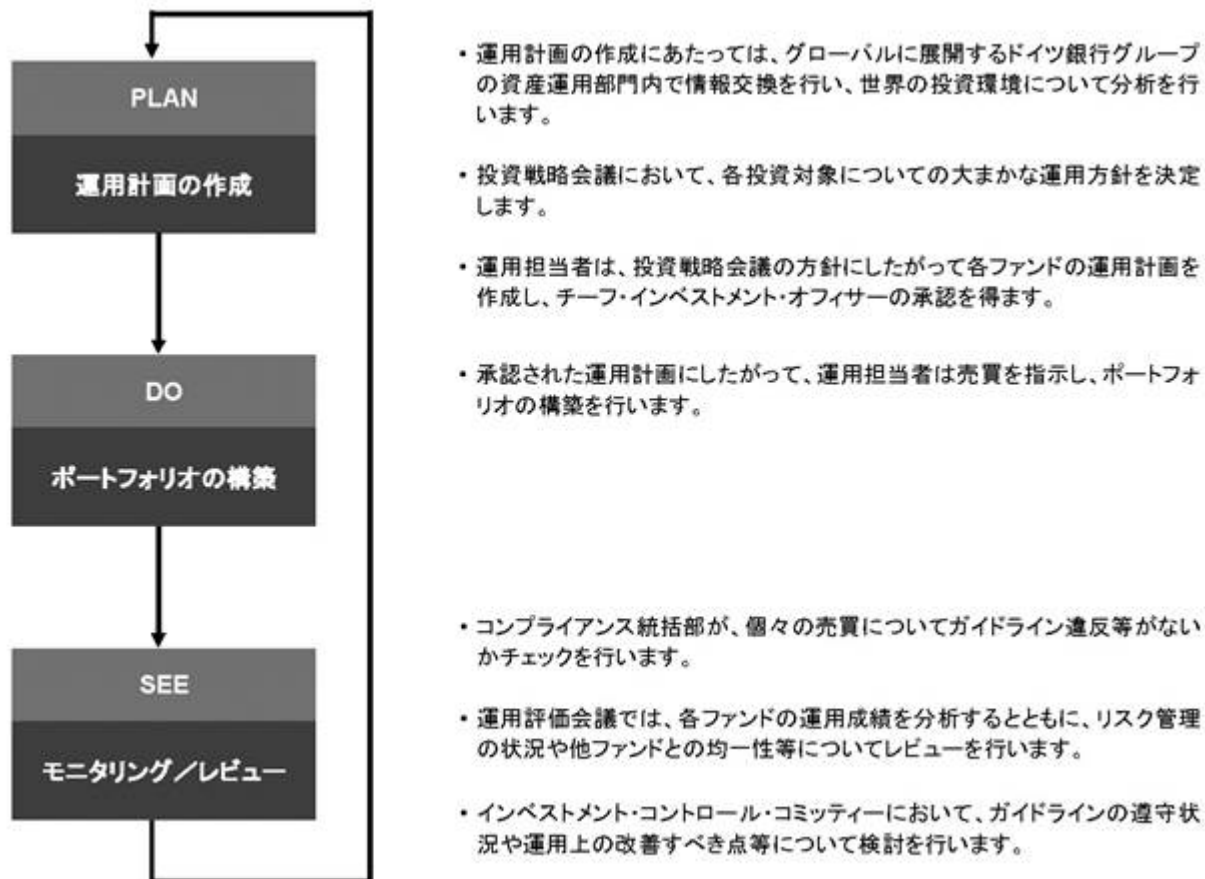 PLAN
運用計画の作成
・運用計画の作成にあたっては、グローバルに展開するドイツ銀行グループ
の資産運用部門内で情報交換を行い、世界の投資環境について分析を行
います。
・投資戦略会議において、各投資対象についての大まかな運用方針を決定
します。
・運用担当者は、投資戦略会議の方針にしたがって各ファンドの運用計画を
作成し、チーフ・インベストメント・オフィサーの承認を得ます。
DO
ポートフォリオの構築
・承認された運用計画にしたがって、運用担当者は売買を指示し、ポートフォ
リオの構築を行います。
SEE
モニタリング／レビュー
・コンプライアンス統括部が、個々の売買についてガイドライン違反等がない
かチェックを行います。
・運用評価会議では、各ファンドの運用成績を分析するとともに、リスク管理
の状況や他ファンドとの均一性等についてレビューを行います。
・インベストメント・コントロール・コミッティーにおいて、ガイドラインの遵守状
況や運用上の改善すべき点等について検討を行います。